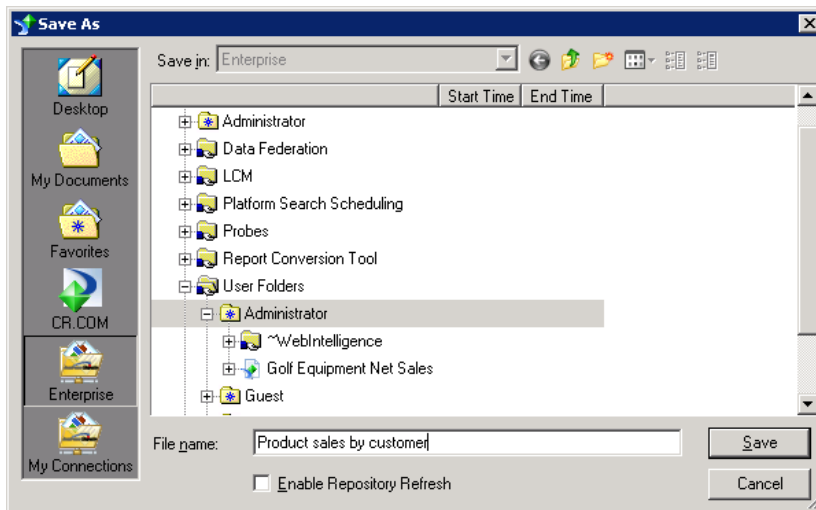 Save As
Save in: Enterprise
Start Time End Time
Desktop
My Documents
Favorites
CR.COM
Enterprise
My Connections
Administrator
Data Federation
LCM
Platform Search Scheduling
Probes
Report Conversion Tool
User Folders
Administrator
~WebIntelligence
Golf Equipment Net Sales
Guest
File name: Product sales by customer Save
Enable Repository Refresh Cancel